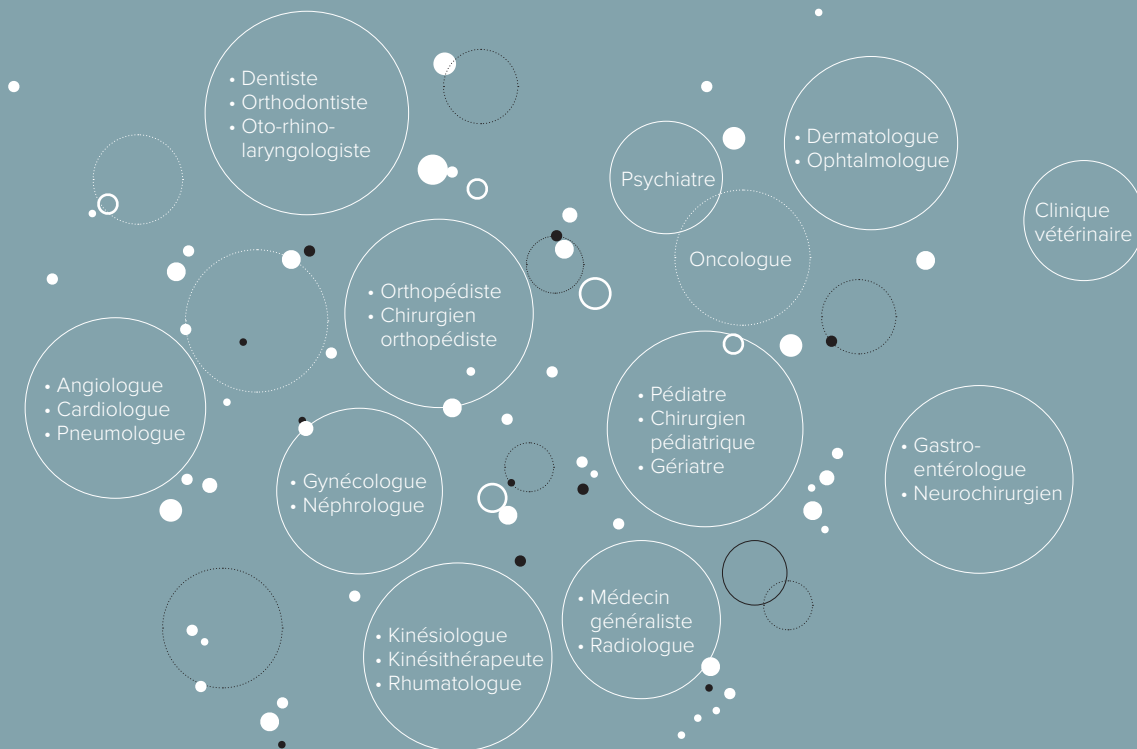 • Dentiste
• Orthodontiste
• Oto-rhino-
laryngologiste
Psychiatre
• Dermatologue
• Ophtalmologue
Clinique
vétérinaire
Oncologue
• Orthopédiste
• Chirurgien
orthopédiste
• Angiologue
• Cardiologue
• Pneumologue
• Pédiatre
• Chirurgien
pédiatrique
• Gériatre
• Gastro-
entérologue
• Neurochirurgien
• Gynécologue
• Néphrologue
• Médecin
généraliste
• Radiologue
• Kinésiologue
• Kinésithérapeute
• Rhumatologue